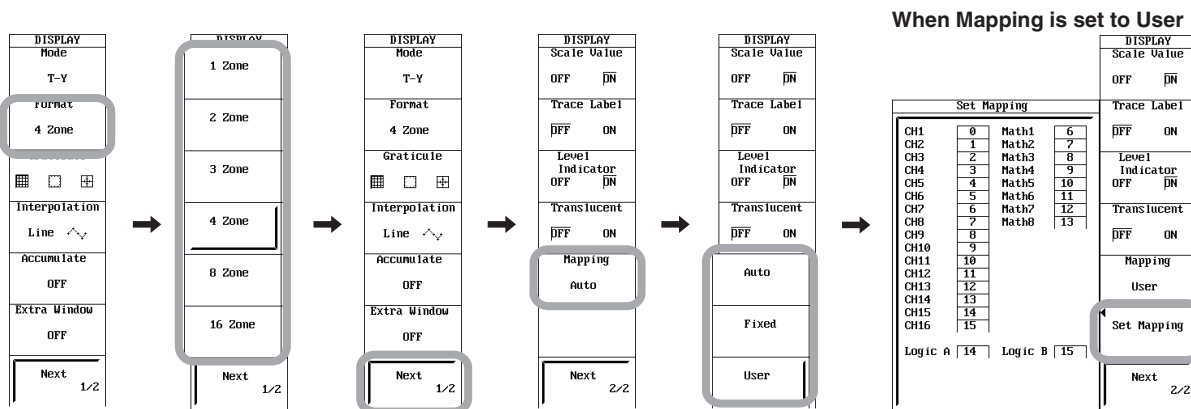 When Mapping is set to User
DISPLAY
Mode
T-Y
Format
4 Zone
Interpolation
Line
Accumulate
OFF
Extra Window
OFF
Next
1/2
DISPLAY
1 Zone
2 Zone
3 Zone
4 Zone
8 Zone
16 Zone
Next
1/2
DISPLAY
Mode
T-Y
Format
4 Zone
Graticule
Interpolation
Line
Accumulate
OFF
Extra Window
OFF
Next
1/2
DISPLAY
Scale Value
OFF ON
Trace Label
OFF ON
Level
Indicator
OFF ON
Translucent
OFF ON
Mapping
Auto
Next
2/2
DISPLAY
Scale Value
OFF ON
Trace Label
OFF ON
Level
Indicator
OFF ON
Translucent
OFF ON
Auto
Fixed
User
Set Mapping
CH1 0 Math1 6
CH2 1 Math2 7
CH3 2 Math3 8
CH4 3 Math4 9
CH5 4 Math5 10
CH6 5 Math6 11
CH7 6 Math7 12
CH8 7 Math8 13
CH9 8
CH10 9
CH11 10
CH12 11
CH13 12
CH14 13
CH15 14
CH16 15
Logic A 14 Logic B 15
DISPLAY
Scale Value
OFF ON
Trace Label
OFF ON
Level
Indicator
OFF ON
Translucent
OFF ON
Mapping
User
Set Mapping
Next
2/2